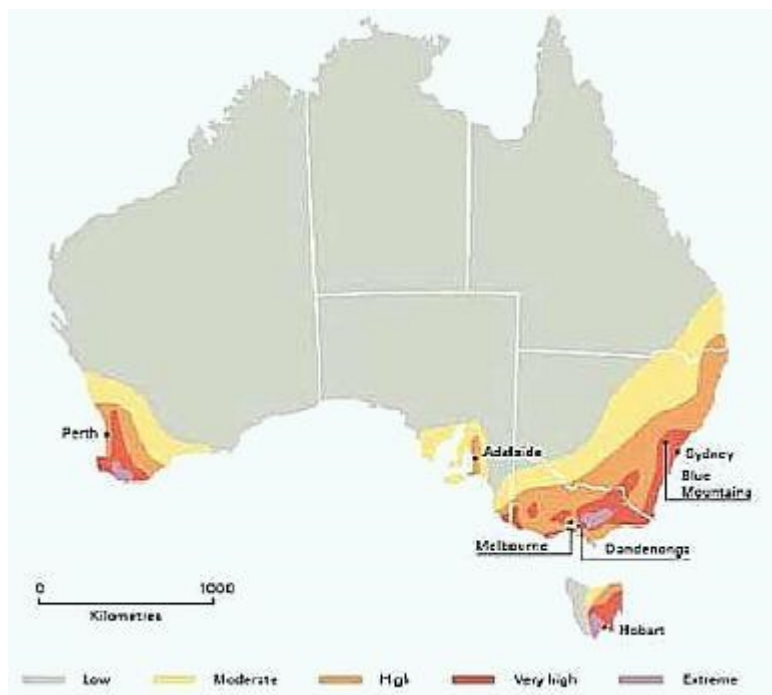 Perth
Adelaide
Sydney
Blue
Mountains
Melbourne
Dandenongs
0 1000
Kilometres
Hobart
Low Moderate High Very high Extreme